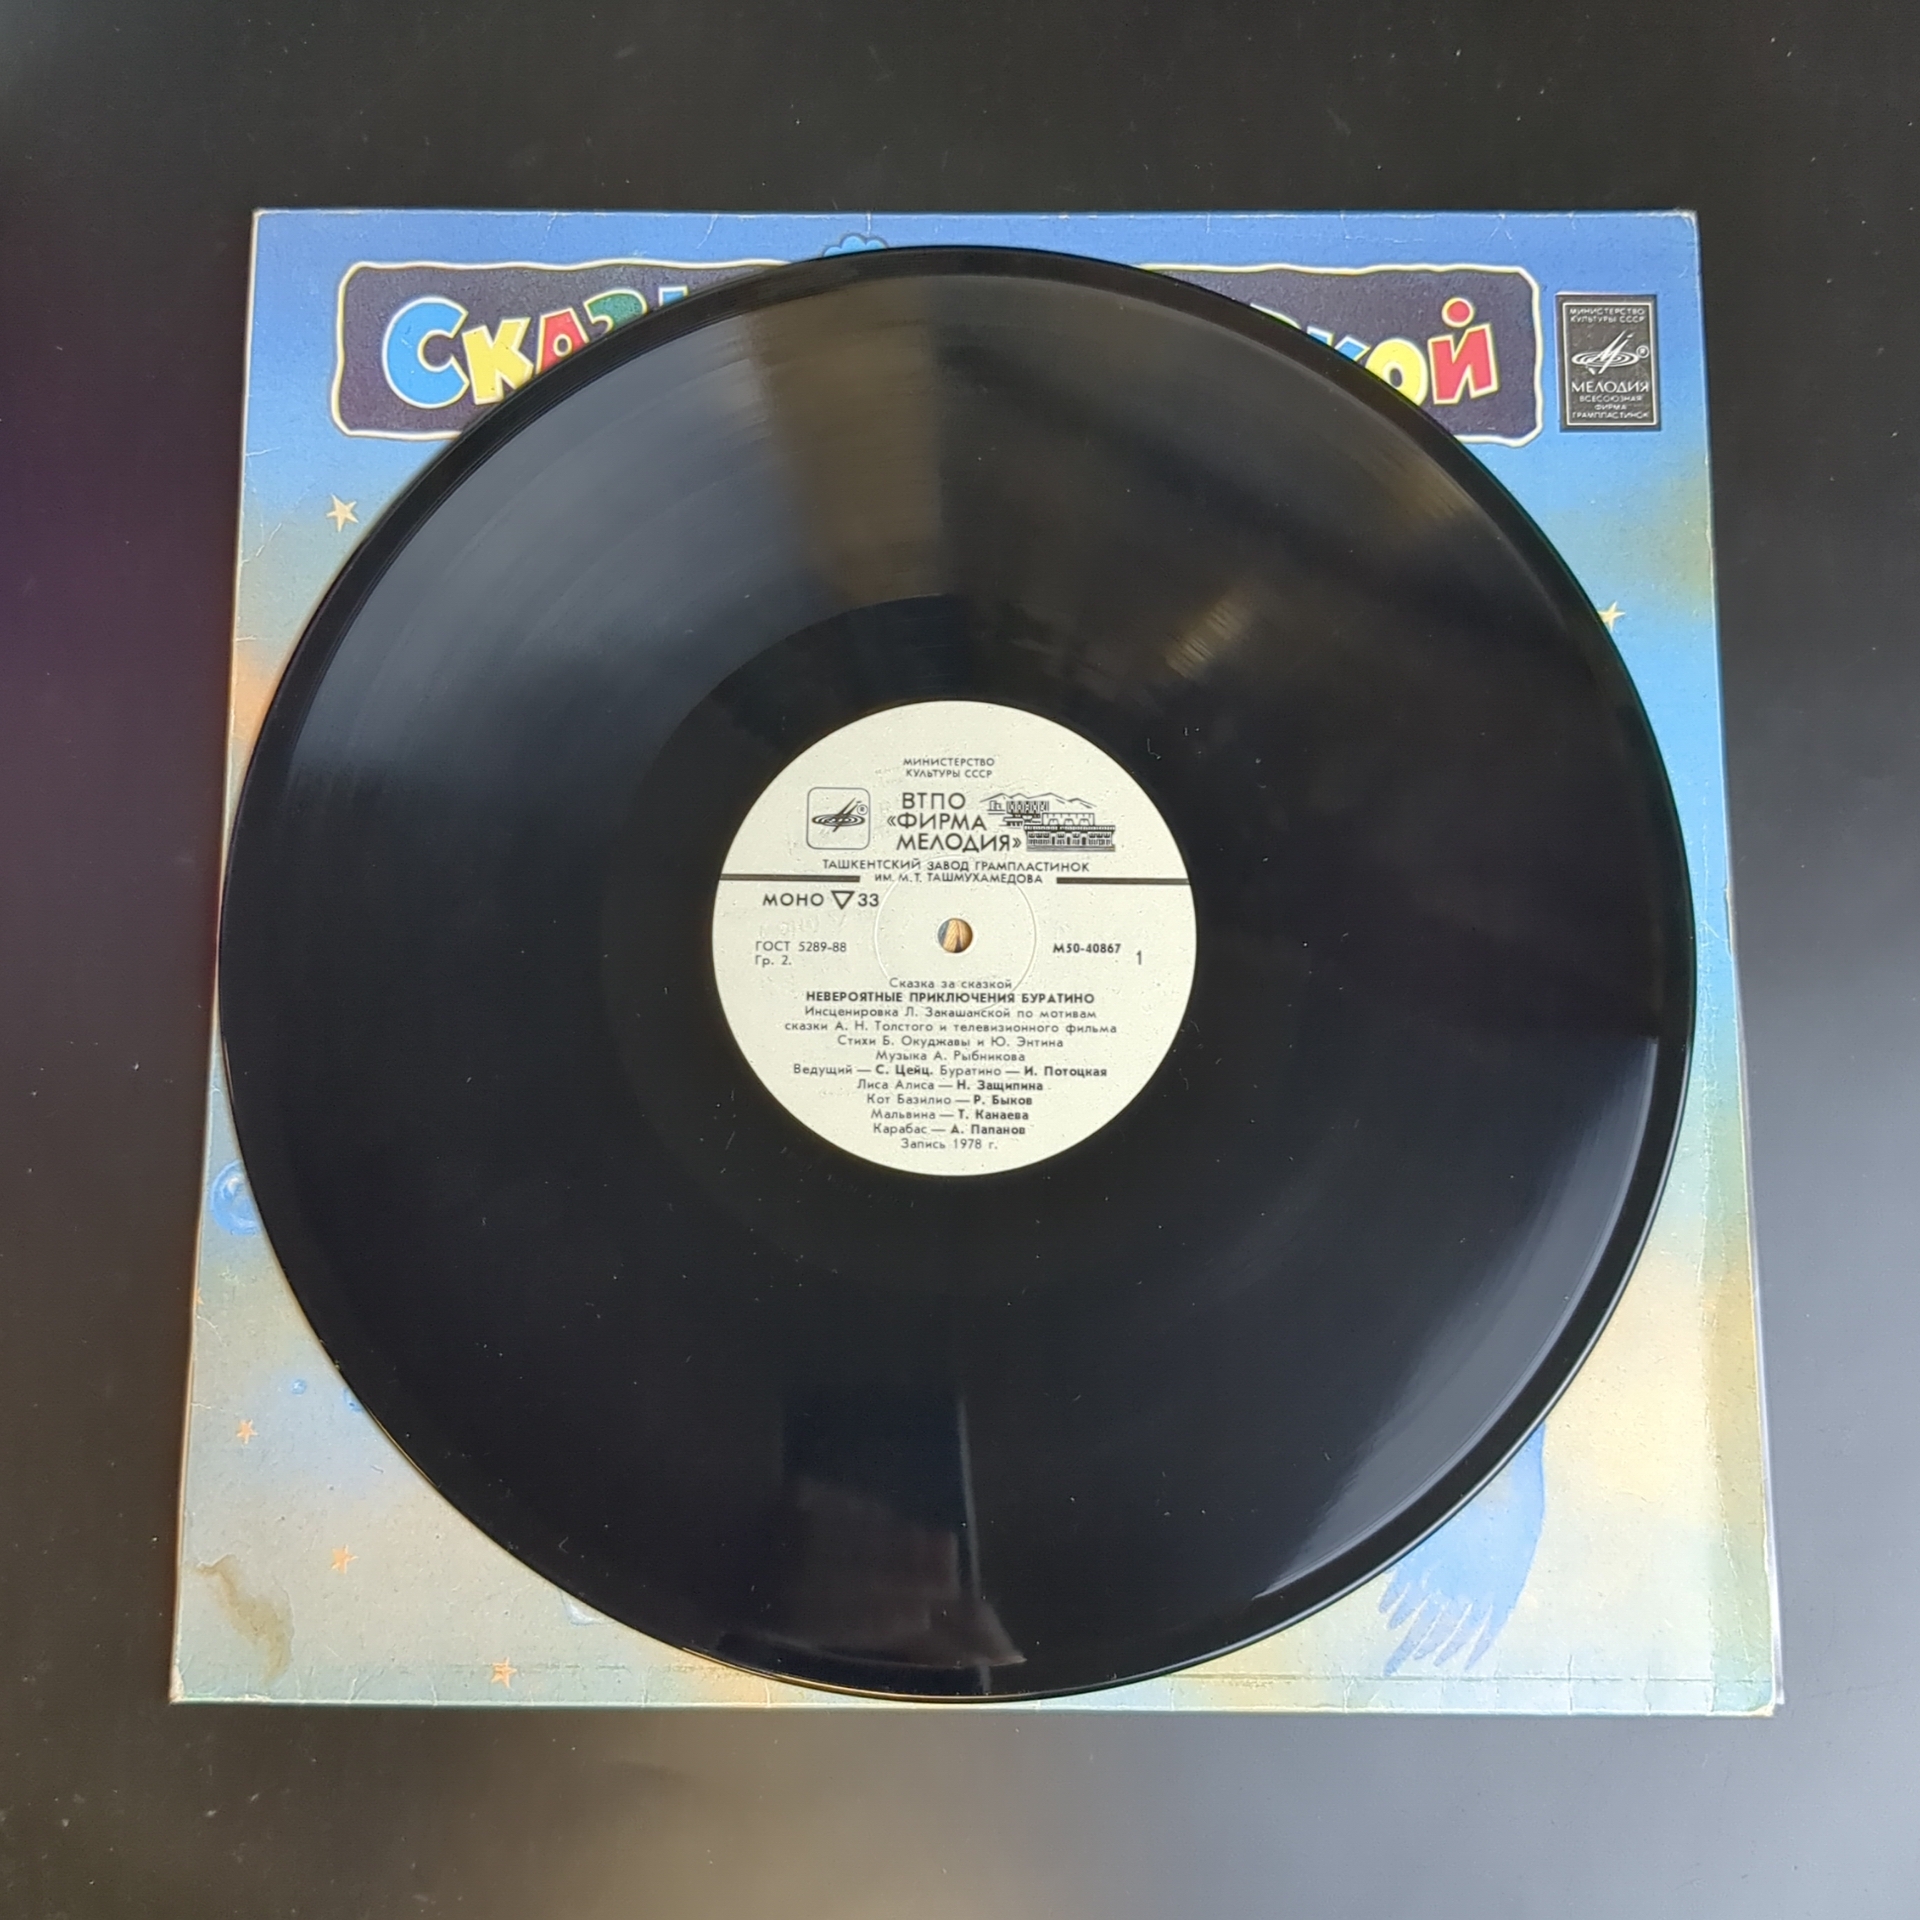 Сказ
кой
МИНИСТЕРСТВО
КУЛЬТУРЫ СССР
МЕЛОДИЯ
ВСЕСОЮЗНАЯ
ФИРМА
ГРАМПЛАСТИНОК
МИНИСТЕРСТВО
КУЛЬТУРЫ СССР
ВТПО
«ФИРМА
МЕЛОДИЯ»
ТАШКЕНТСКИЙ ЗАВОД ГРАМПЛАСТИНОК
ИМ. М.Т. ТАШМУХАМЕДОВА
МОНО 33
ГОСТ 5289-88
Гр. 2.
М50-40867
1
Сказка за сказкой
НЕВЕРОЯТНЫЕ ПРИКЛЮЧЕНИЯ БУРАТИНО
Инсценировка Л. Закашанской по мотивам
сказки А. Н. Толстого и телевизионного фильма
Стихи Б. Окуджавы и Ю. Энтина
Музыка А. Рыбникова
Ведущий — С. Цейц. Буратино — И. Потоцкая
Лиса Алиса — Н. Защипина
Кот Базилио — Р. Быков
Мальвина — Т. Канаева
Карабас — А. Папанов
Запись 1978 г.